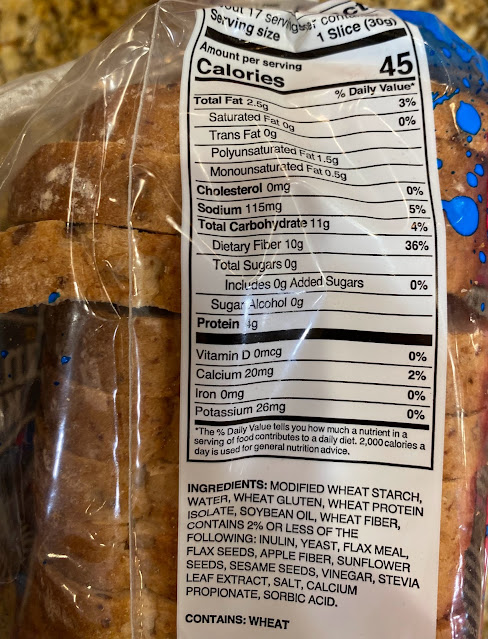 17 servings
Serving size 1 Slice (30g)
Amount per serving
Calories 45
% Daily Value*
Total Fat 2.5g 3%
Saturated Fat 0g 0%
Trans Fat 0g
Polyunsaturated Fat 1.5g
Monounsaturated Fat 0.5g
Cholesterol 0mg 0%
Sodium 115mg 5%
Total Carbohydrate 11g 4%
Dietary Fiber 10g 36%
Total Sugars 0g
Includes 0g Added Sugars 0%
Sugar Alcohol 0g
Protein 4g
Vitamin D 0mcg 0%
Calcium 20mg 2%
Iron 0mg 0%
Potassium 26mg 0%
*The % Daily Value tells you how much a nutrient in a
serving of food contributes to a daily diet. 2,000 calories a
day is used for general nutrition advice.
INGREDIENTS: MODIFIED WHEAT STARCH,
WATER, WHEAT GLUTEN, WHEAT PROTEIN
ISOLATE, SOYBEAN OIL, WHEAT FIBER,
CONTAINS 2% OR LESS OF THE
FOLLOWING: INULIN, YEAST, FLAX MEAL,
FLAX SEEDS, APPLE FIBER, SUNFLOWER
SEEDS, SESAME SEEDS, VINEGAR, STEVIA
LEAF EXTRACT, SALT, CALCIUM
PROPIONATE, SORBIC ACID.
CONTAINS: WHEAT